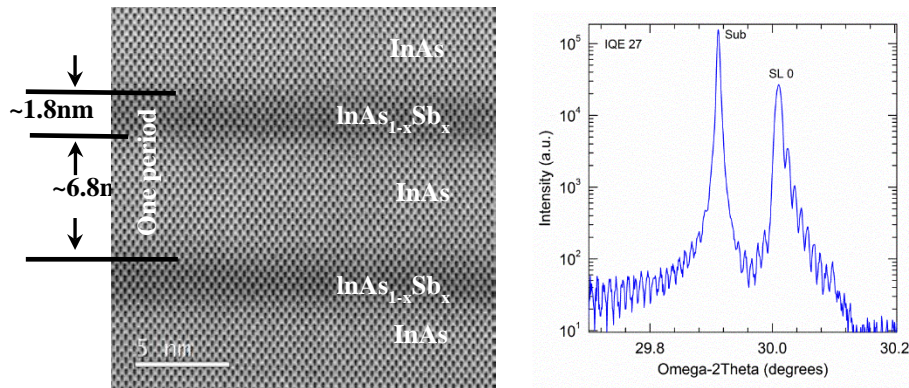 InAs
~1.8nm
InAs₁₋ₓSbₓ
One period
~6.8n
InAs
InAs₁₋ₓSbₓ
InAs
5 nm
IQE 27
Sub
SL 0
10⁵
10⁴
10³
10²
10¹
Intensity (a.u.)
29.8
30.0
30.2
Omega-2Theta (degrees)